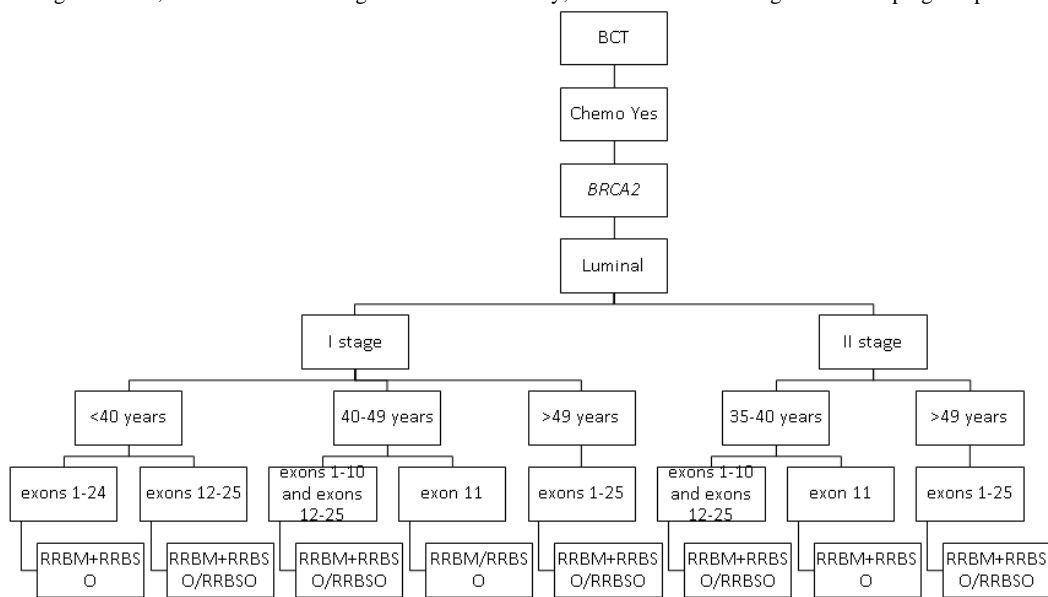 BCT
Chemo Yes
BRCA2
Luminal
I stage
II stage
<40 years
40-49 years
>49 years
35-40 years
>49 years
exons 1-24
exons 12-25
exons 1-10
and exons
12-25
exon 11
exons 1-25
exons 1-10
and exons
12-25
exon 11
exons 1-25
RRBM+RRBS
O
RRBM+RRBS
O/RRBSO
RRBM+RRBS
O/RRBSO
RRBM/RRBS
O
RRBM+RRBS
O/RRBSO
RRBM+RRBS
O/RRBSO
RRBM+RRBS
O
RRBM+RRBS
O/RRBSO